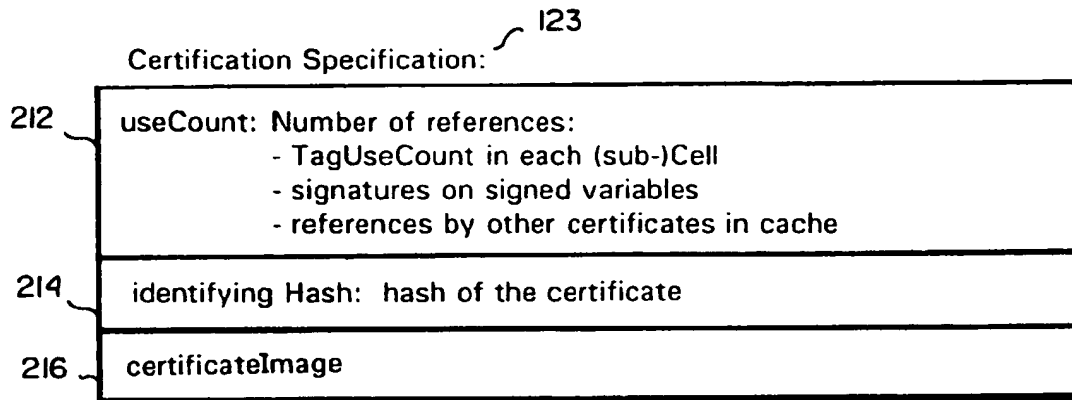 123
Certification Specification:
212
useCount: Number of references:
- TagUseCount in each (sub-)Cell
- signatures on signed variables
- references by other certificates in cache
214
identifying Hash: hash of the certificate
216
certificateImage